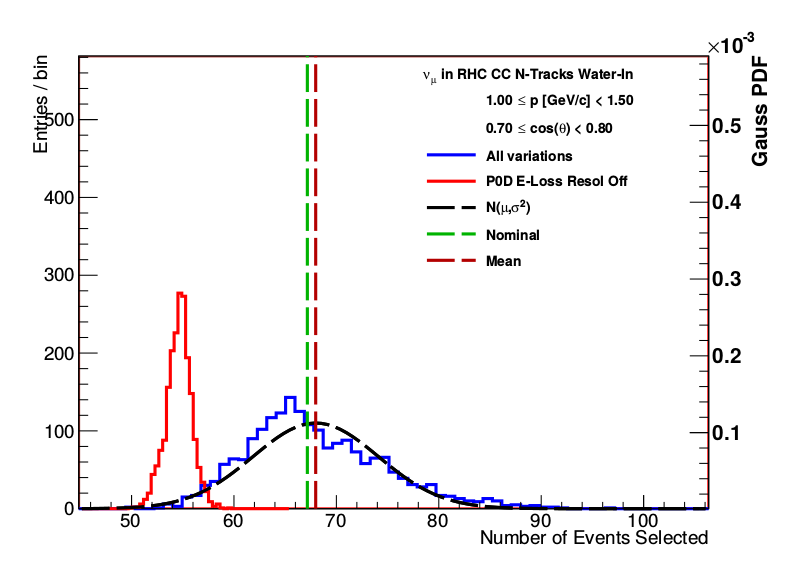 ×10⁻³
Entries / bin
Gauss PDF
ν_μ in RHC CC N-Tracks Water-In
1.00 ≤ p [GeV/c] < 1.50
0.70 ≤ cos(θ) < 0.80
All variations
P0D E-Loss Resol Off
N(μ,σ²)
Nominal
Mean
500
400
300
200
100
0
0.5
0.4
0.3
0.2
0.1
50 60 70 80 90 100
Number of Events Selected